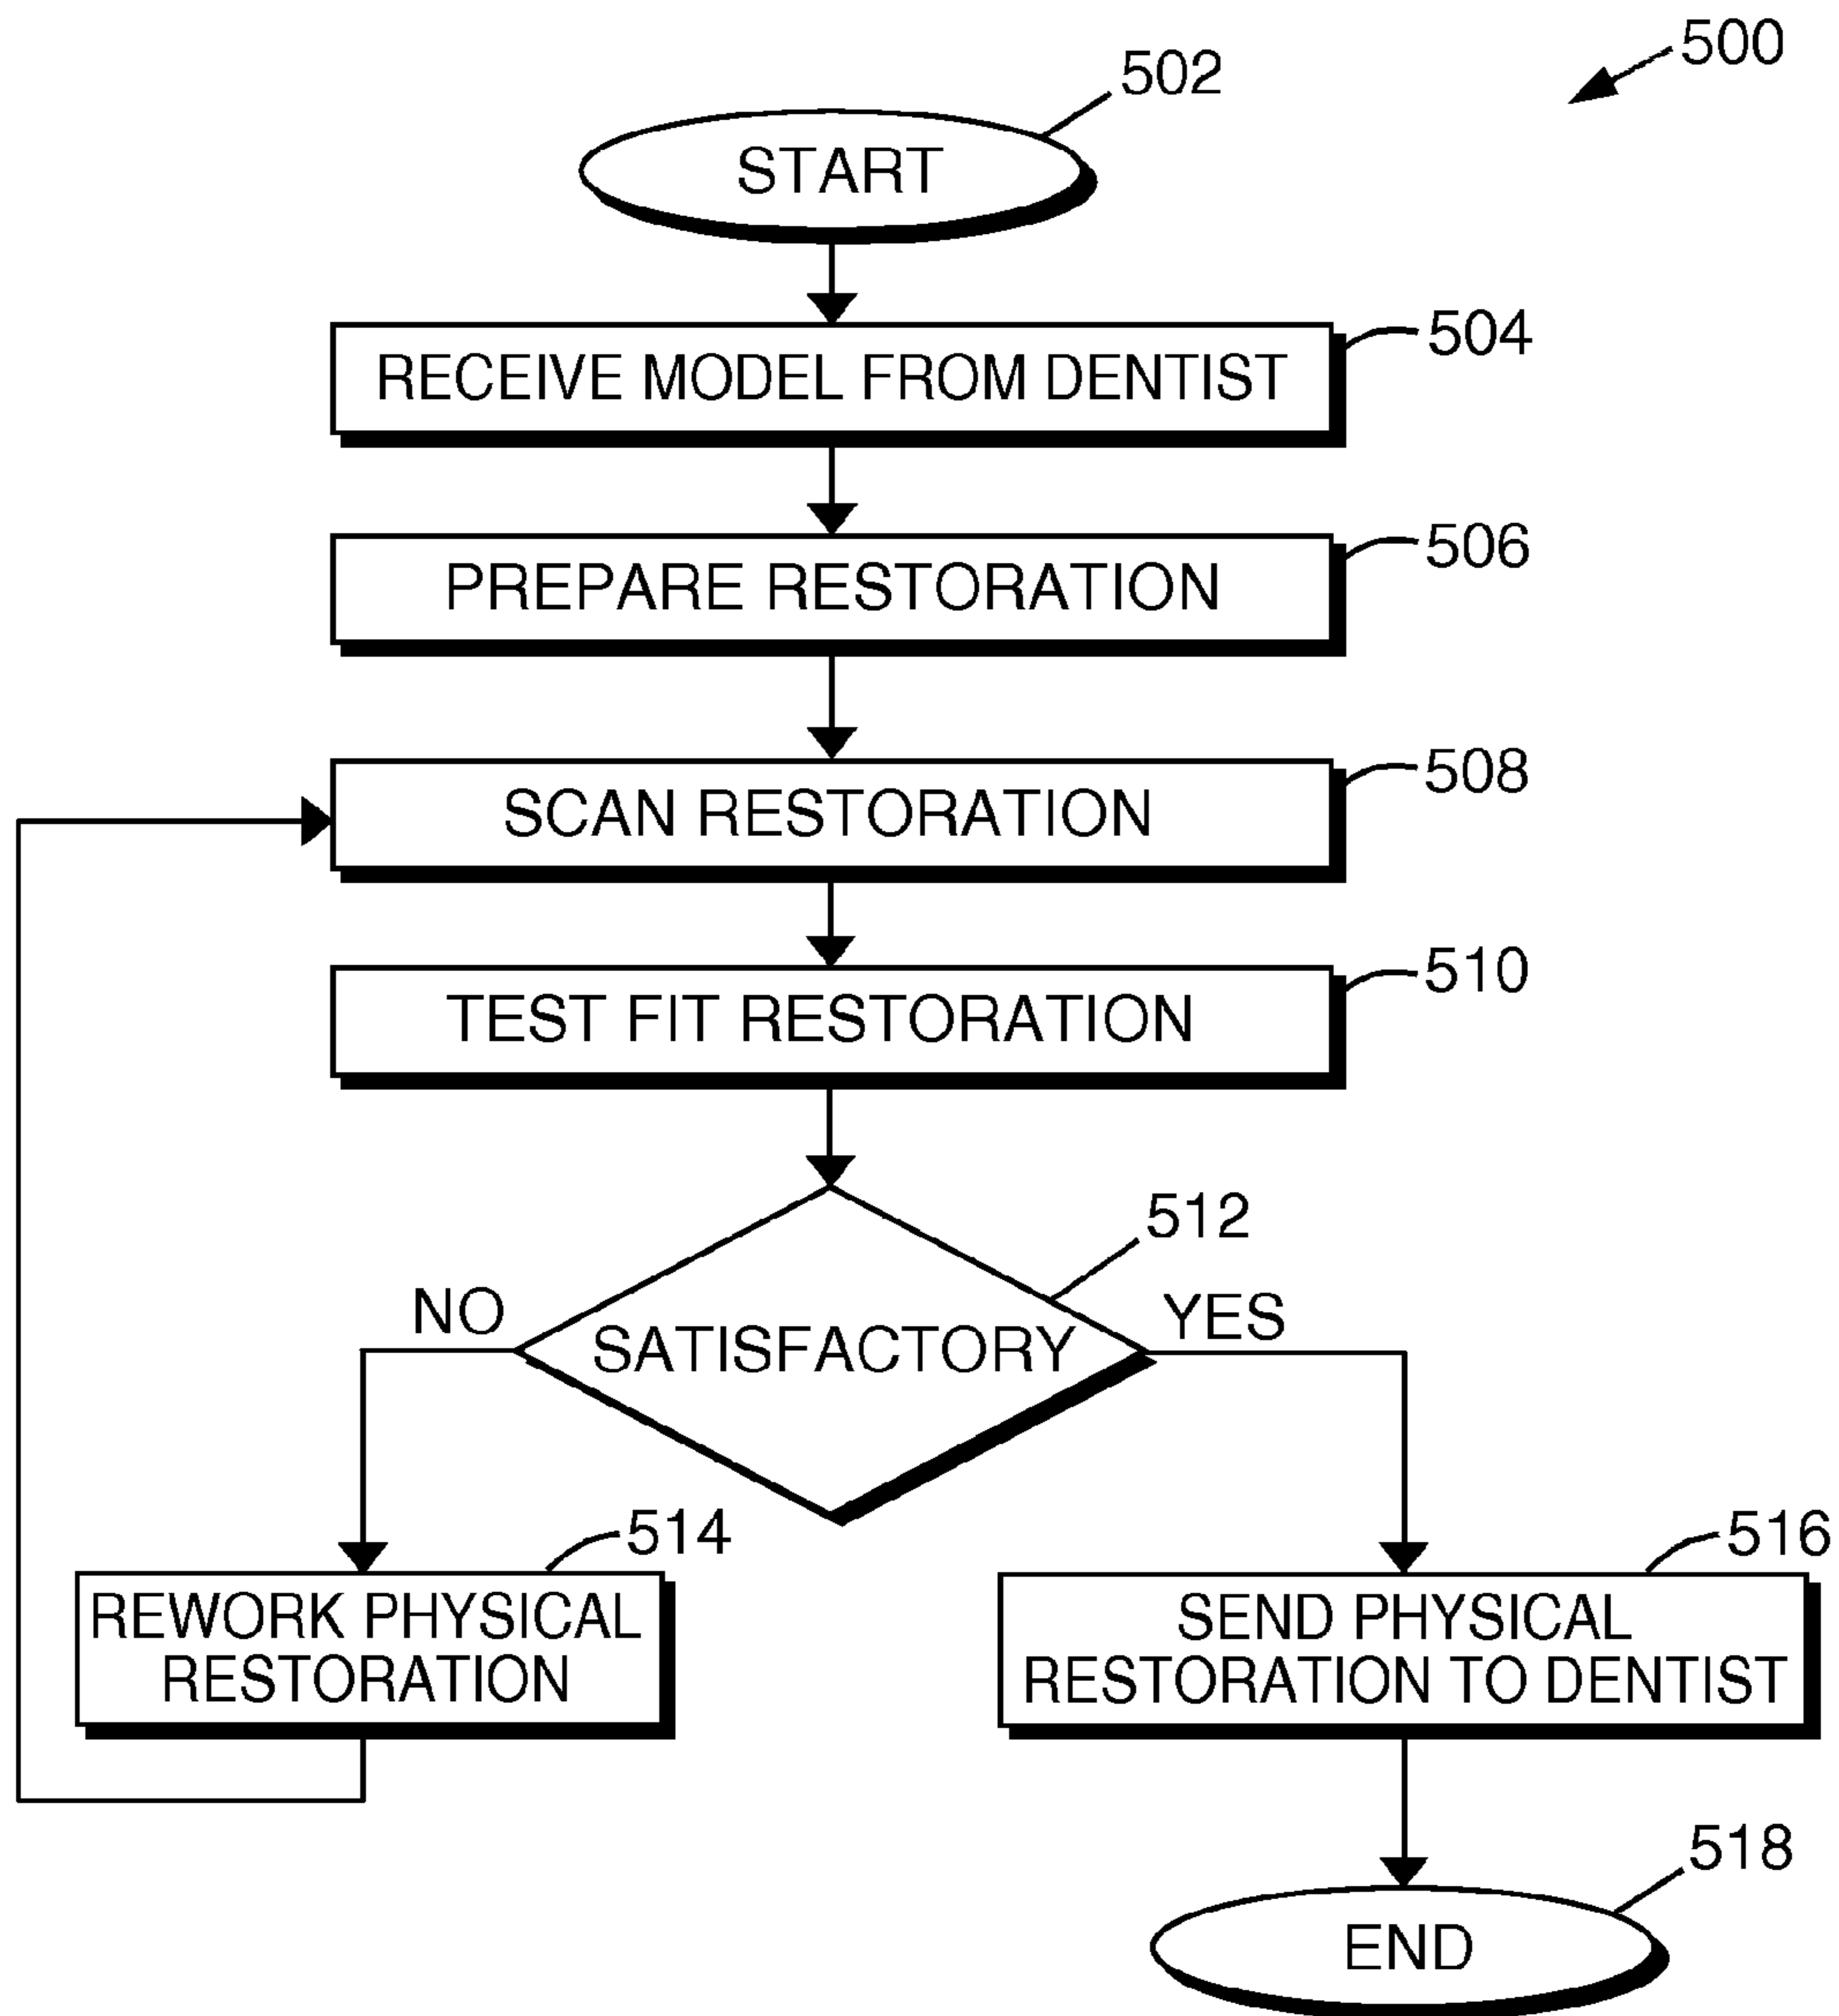 500
502
START
504
RECEIVE MODEL FROM DENTIST
506
PREPARE RESTORATION
508
SCAN RESTORATION
510
TEST FIT RESTORATION
512
NO
YES
SATISFACTORY
514
REWORK PHYSICAL
RESTORATION
516
SEND PHYSICAL
RESTORATION TO DENTIST
518
END